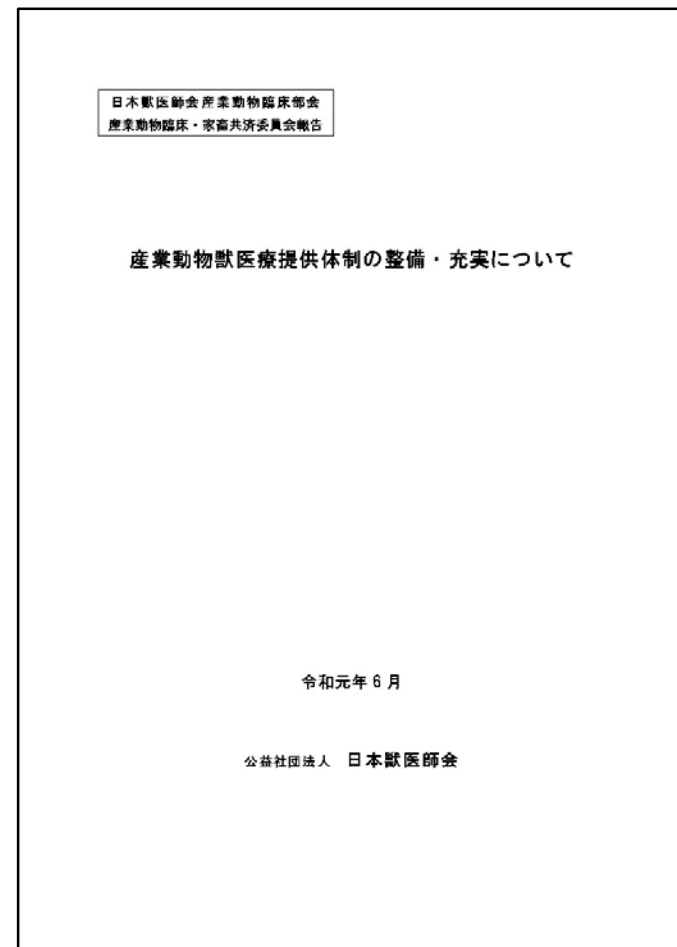 日本獣医師会産業動物臨床部会
産業動物臨床・家畜共済委員会報告
産業動物獣医療提供体制の整備・充実について
令和元年6月
公益社団法人 日本獣医師会